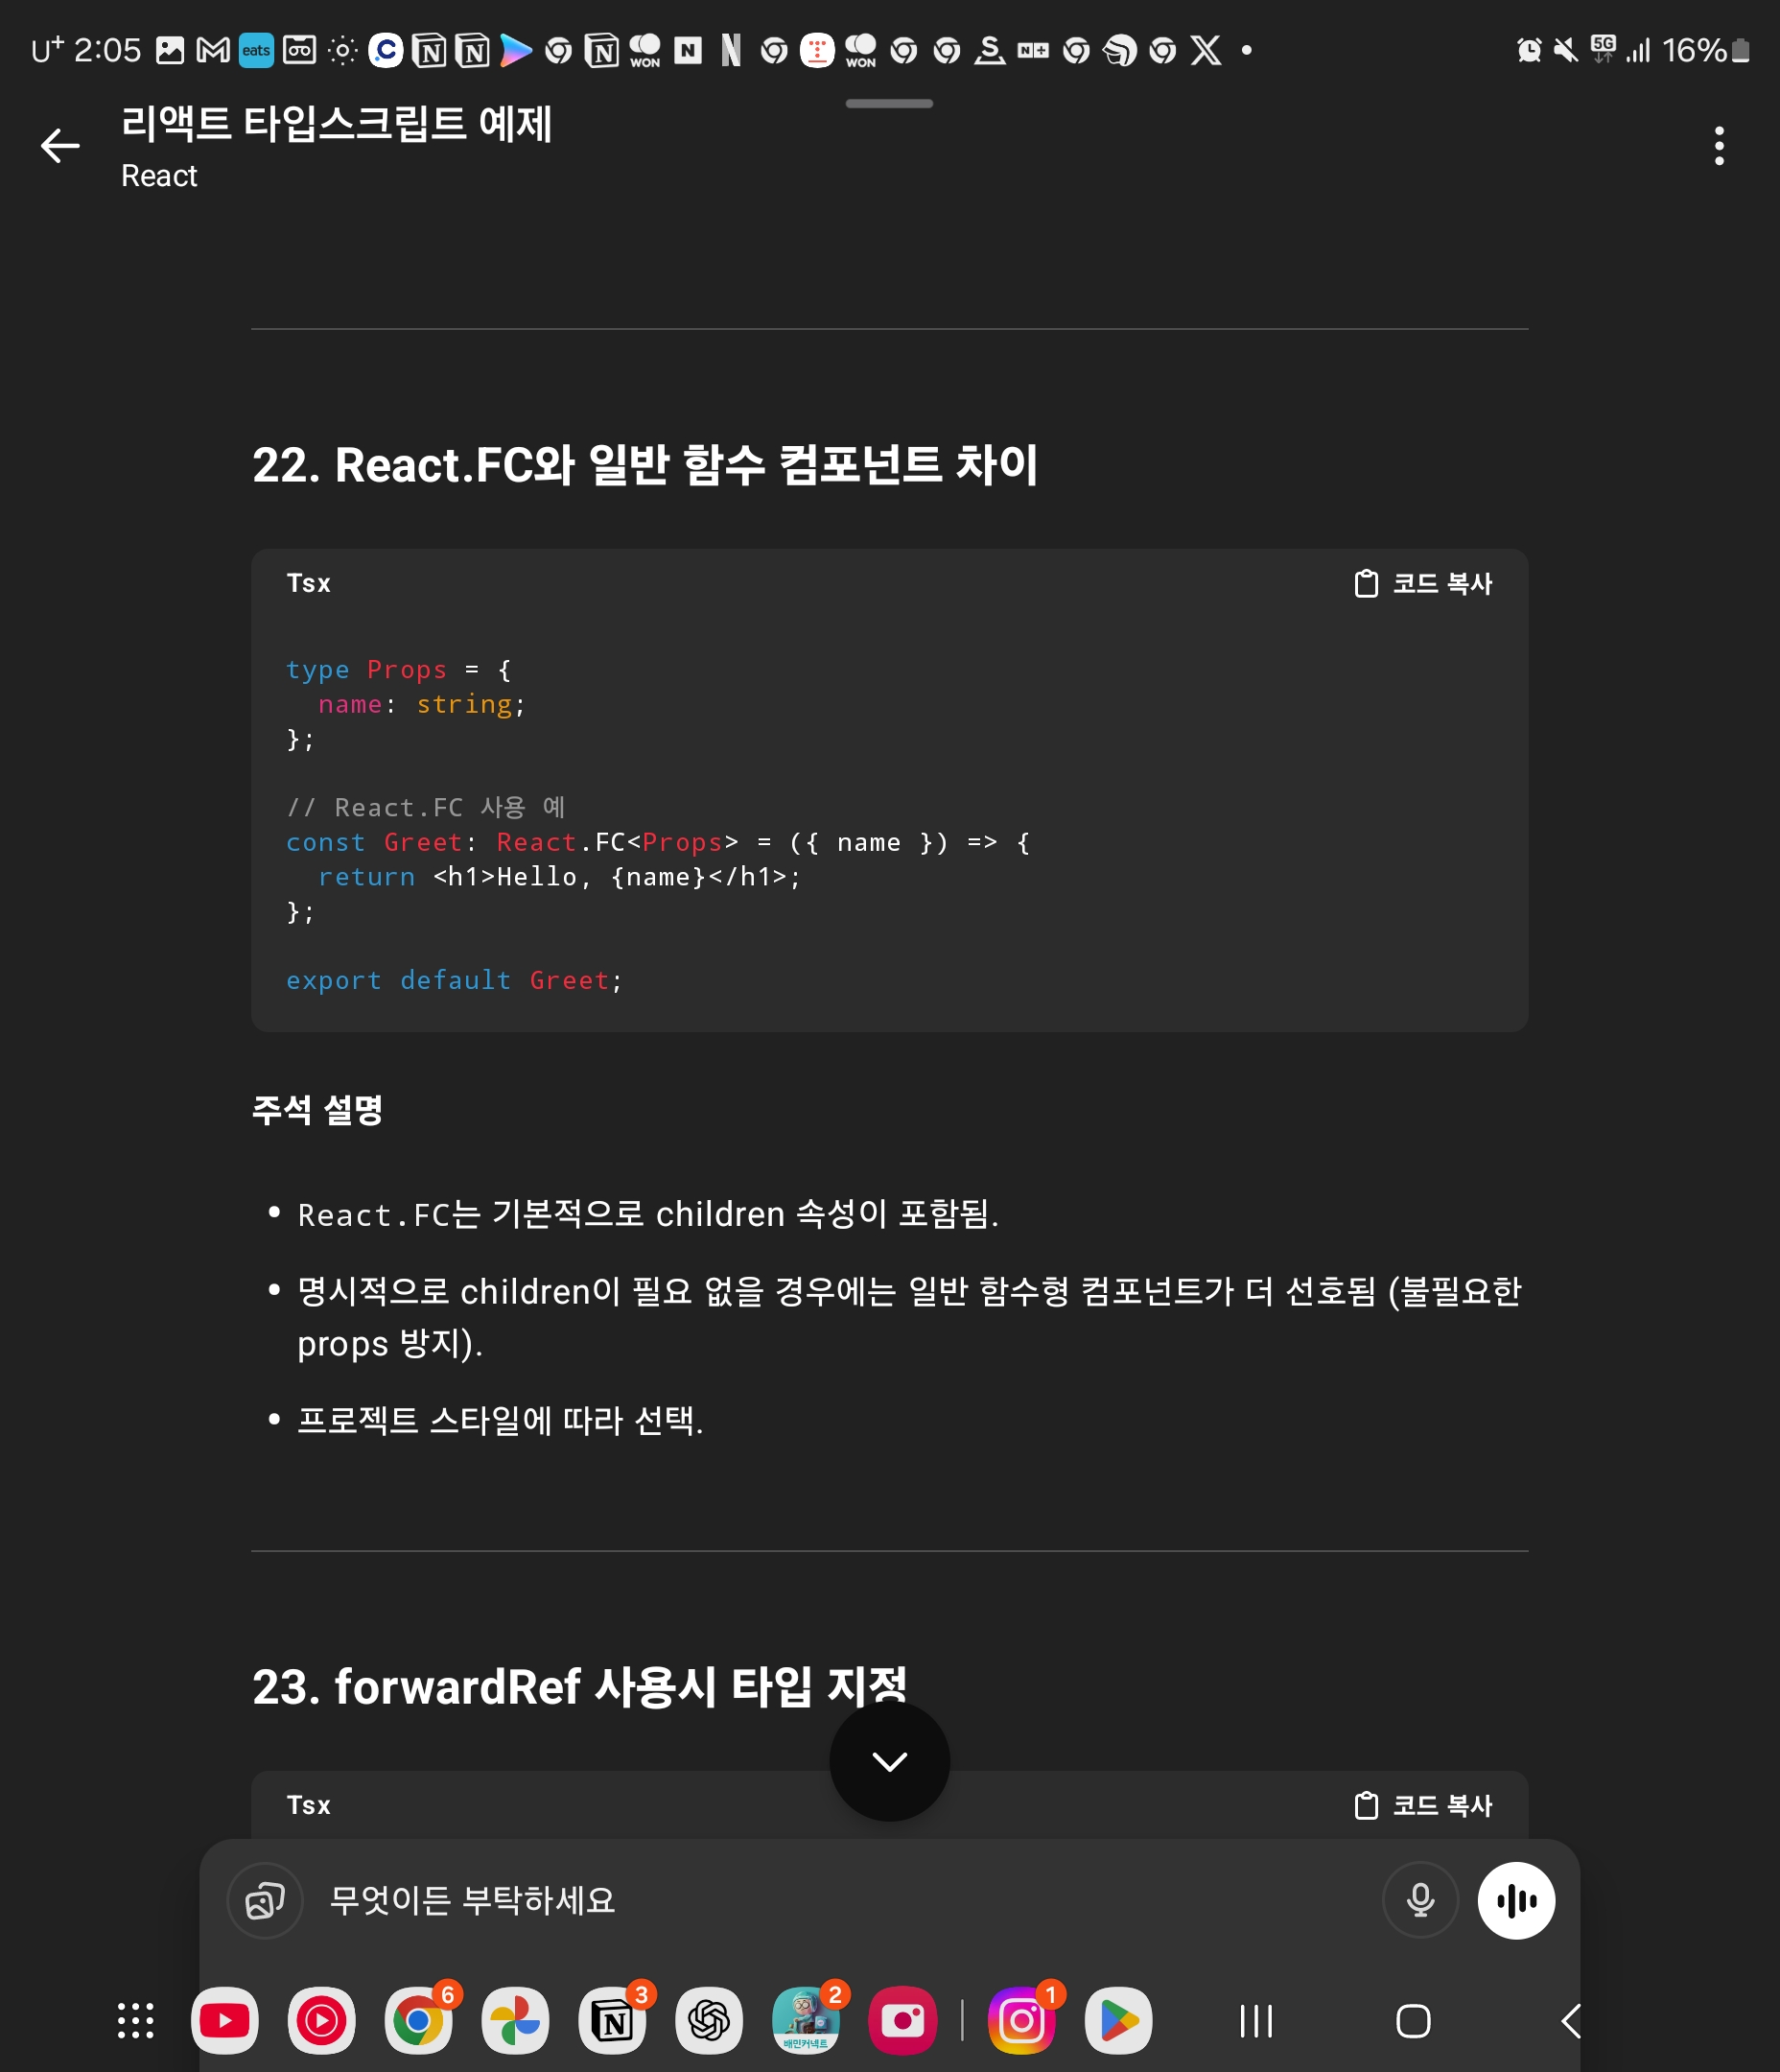 U+ 2:05 eats WON N WON N+ 5G 16%
리액트 타입스크립트 예제
React
22. React.FC와 일반 함수 컴포넌트 차이
Tsx 코드 복사
type Props = {
  name: string;
};
// React.FC 사용 예
const Greet: React.FC<Props> = ({ name }) => {
  return <h1>Hello, {name}</h1>;
};
export default Greet;
주석 설명
• React.FC는 기본적으로 children 속성이 포함됨.
• 명시적으로 children이 필요 없을 경우에는 일반 함수형 컴포넌트가 더 선호됨 (불필요한
props 방지).
• 프로젝트 스타일에 따라 선택.
23. forwardRef 사용시 타입 지정
Tsx 코드 복사
무엇이든 부탁하세요
6 3 2 1
배민커넥트